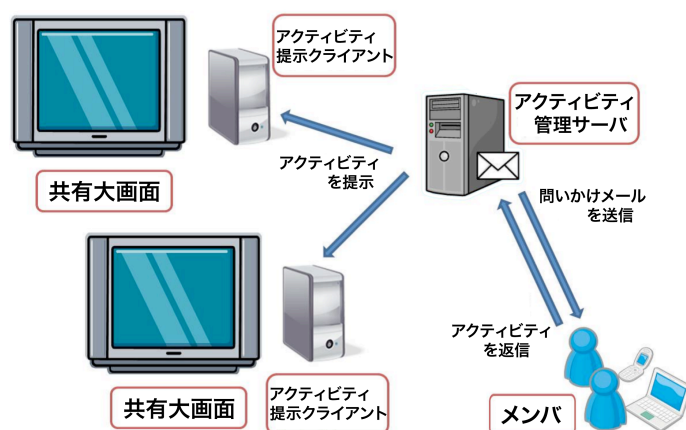 アクティビティ
提示クライアント
アクティビティ
管理サーバ
アクティビティ
を提示
共有大画面
問いかけメール
を送信
アクティビティ
を返信
共有大画面
アクティビティ
提示クライアント
メンバ